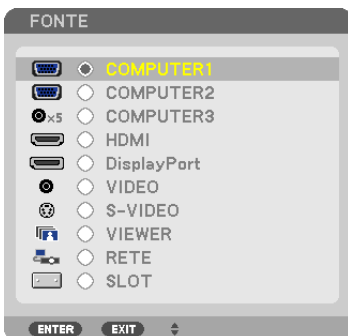 FONTE
COMPUTER1
COMPUTER2
×5 COMPUTER3
HDMI
DisplayPort
VIDEO
S-VIDEO
VIEWER
RETE
SLOT
ENTER EXIT